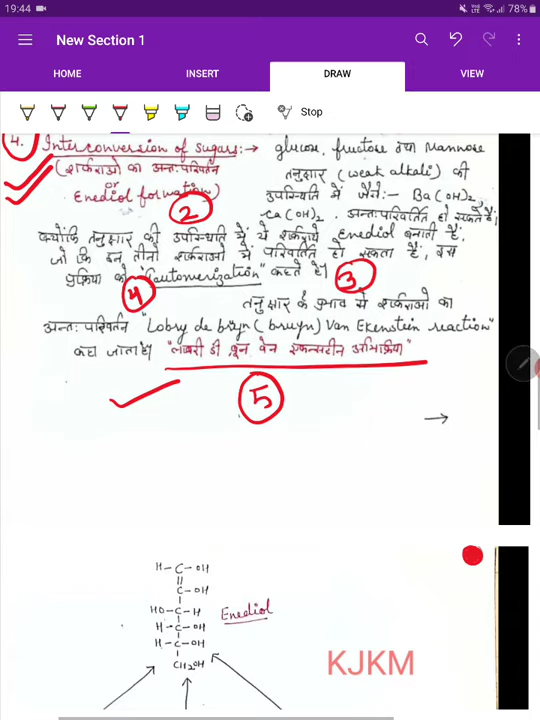 19:44
78%
New Section 1
HOME INSERT DRAW VIEW
Stop
4. Interconversion of sugars:→ glucose, fructose तथा Mannose
(शर्कराओं का अन्तः परिवर्तन
तनुक्षार (weak alkali) की
or
Enediol formation)
उपस्थिति में जैसे:- Ba(OH)2
2
Ca(OH)2 . अन्तःपरिवर्तित हो सकते हैं,
क्योंकि तनुक्षार की उपस्थिति में ये शर्करायें Enediol बनाती हैं,
जो कि इन तीनों शर्कराओं में परिवर्तित हो सकता है, इस
प्रक्रिया को "Tautomerization" कहते हैं।
3
4
तनुक्षार के प्रभाव से शर्कराओं का
अन्तः परिवर्तन "Lobry de bryn (bruyn) Van Ekenstein reaction"
कहा जाता है। "लाबरी डी ब्रून वेन इकन्सटीन अभिक्रिया"
5
→
H-C-OH
C-OH
HO-C-H Enediol
H-C-OH
H-C-OH
CH2OH
KJKM